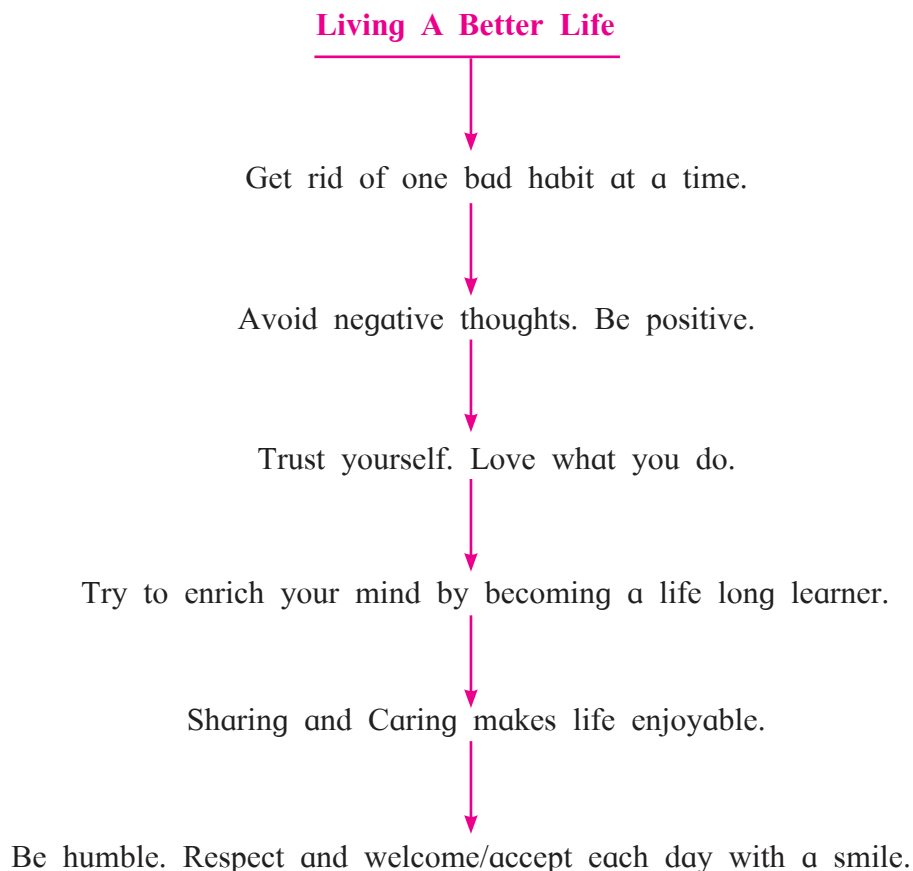 Living A Better Life
Get rid of one bad habit at a time.
Avoid negative thoughts. Be positive.
Trust yourself. Love what you do.
Try to enrich your mind by becoming a life long learner.
Sharing and Caring makes life enjoyable.
Be humble. Respect and welcome/accept each day with a smile.